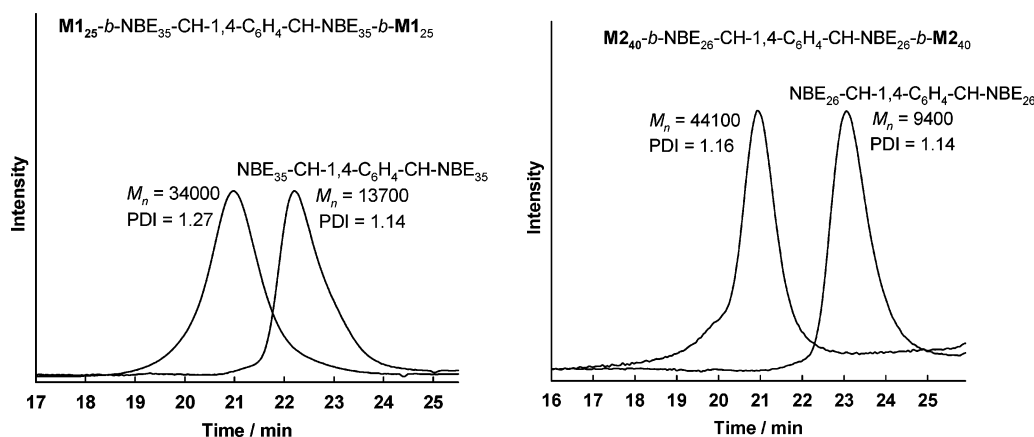 M1₂₅-b-NBE₃₅-CH-1,4-C₆H₄-CH-NBE₃₅-b-M1₂₅
NBE₃₅-CH-1,4-C₆H₄-CH-NBE₃₅
Mn = 34000
PDI = 1.27
Mn = 13700
PDI = 1.14
Intensity
17 18 19 20 21 22 23 24 25
Time / min
M2₄₀-b-NBE₂₆-CH-1,4-C₆H₄-CH-NBE₂₆-b-M2₄₀
NBE₂₆-CH-1,4-C₆H₄-CH-NBE₂₆
Mn = 44100
PDI = 1.16
Mn = 9400
PDI = 1.14
Intensity
16 17 18 19 20 21 22 23 24 25
Time / min